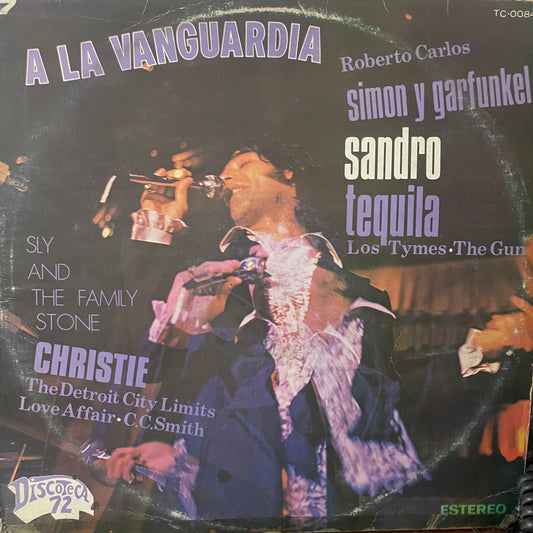 TC-0084
A LA VANGUARDIA
Roberto Carlos
simon y garfunkel
sandro
tequila
Los Tymes • The Gun
SLY
AND
THE FAMILY
STONE
CHRISTIE
The Detroit City Limits
Love Affair • C.C. Smith
DISCOTECA
72
ESTEREO